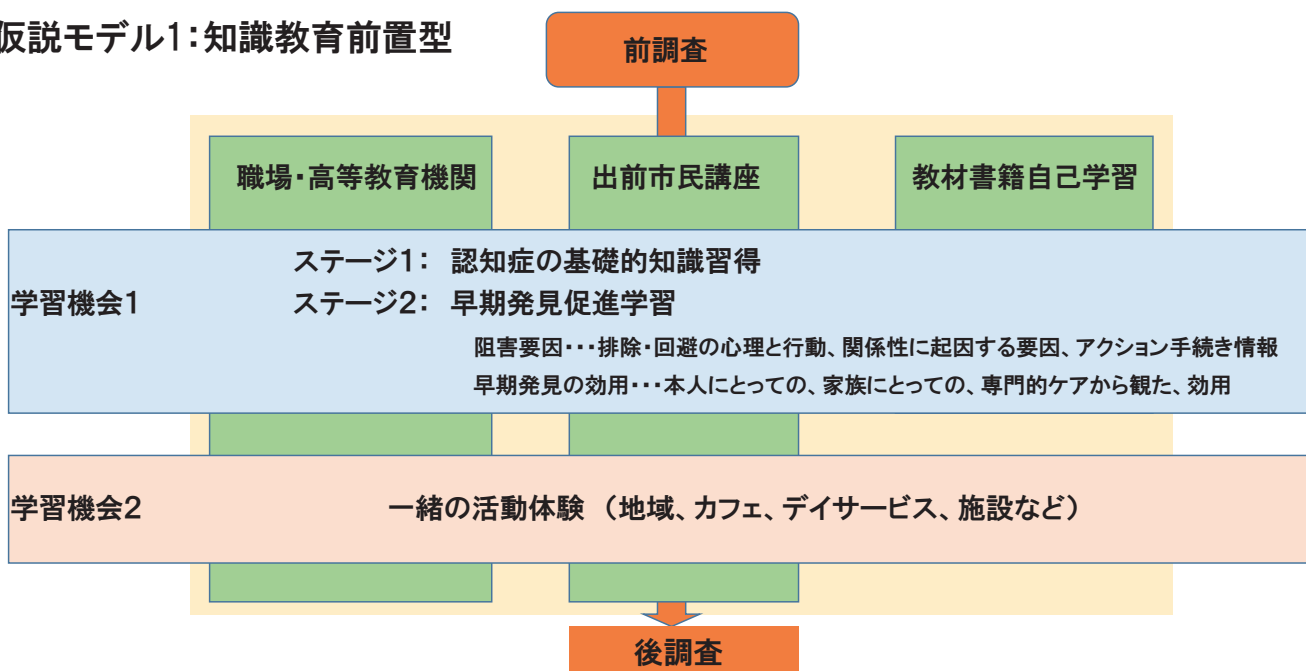 仮説モデル1：知識教育前置型
前調査
職場・高等教育機関
出前市民講座
教材書籍自己学習
学習機会1
ステージ1： 認知症の基礎的知識習得
ステージ2： 早期発見促進学習
阻害要因・・・排除・回避の心理と行動、関係性に起因する要因、アクション手続き情報
早期発見の効用・・・本人にとっての、家族にとっての、専門的ケアから観た、効用
学習機会2
一緒の活動体験 （地域、カフェ、デイサービス、施設など）
後調査